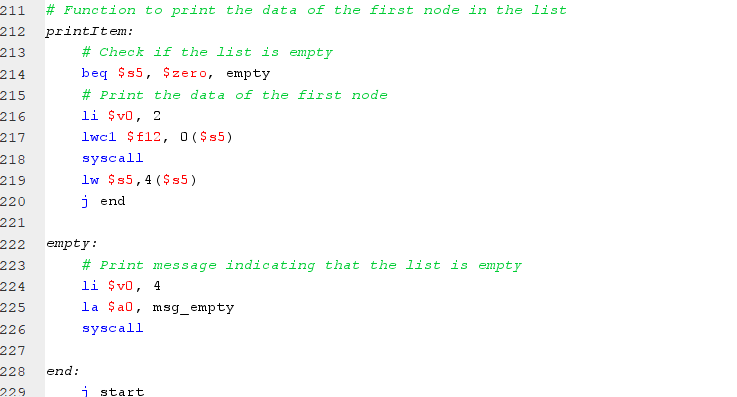 211 # Function to print the data of the first node in the list
212 printItem:
213     # Check if the list is empty
214     beq $s5, $zero, empty
215     # Print the data of the first node
216     li $v0, 2
217     lwc1 $f12, 0($s5)
218     syscall
219     lw $s5,4($s5)
220     j end
221
222 empty:
223     # Print message indicating that the list is empty
224     li $v0, 4
225     la $a0, msg_empty
226     syscall
227
228 end:
229     j start